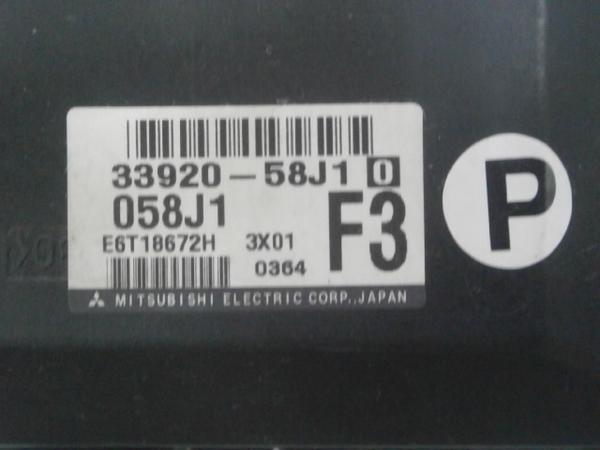 33920-58J1 0
058J1
F3
E6T18672H 3X01
0364
MITSUBISHI ELECTRIC CORP.,JAPAN
P